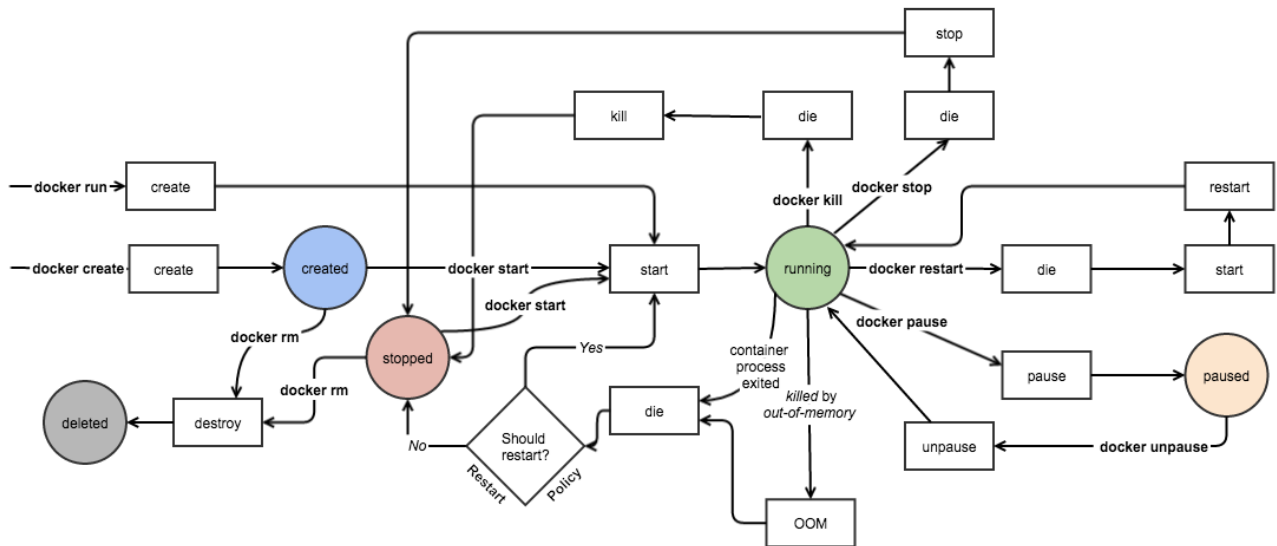 stop
kill
die
die
docker run
create
docker kill
docker stop
restart
docker create
create
created
docker start
start
running
docker restart
die
start
docker start
docker rm
docker pause
stopped
Yes
container
process
exited
pause
paused
docker rm
killed by
out-of-memory
deleted
destroy
die
No
Should
restart?
unpause
docker unpause
Restart
Policy
OOM